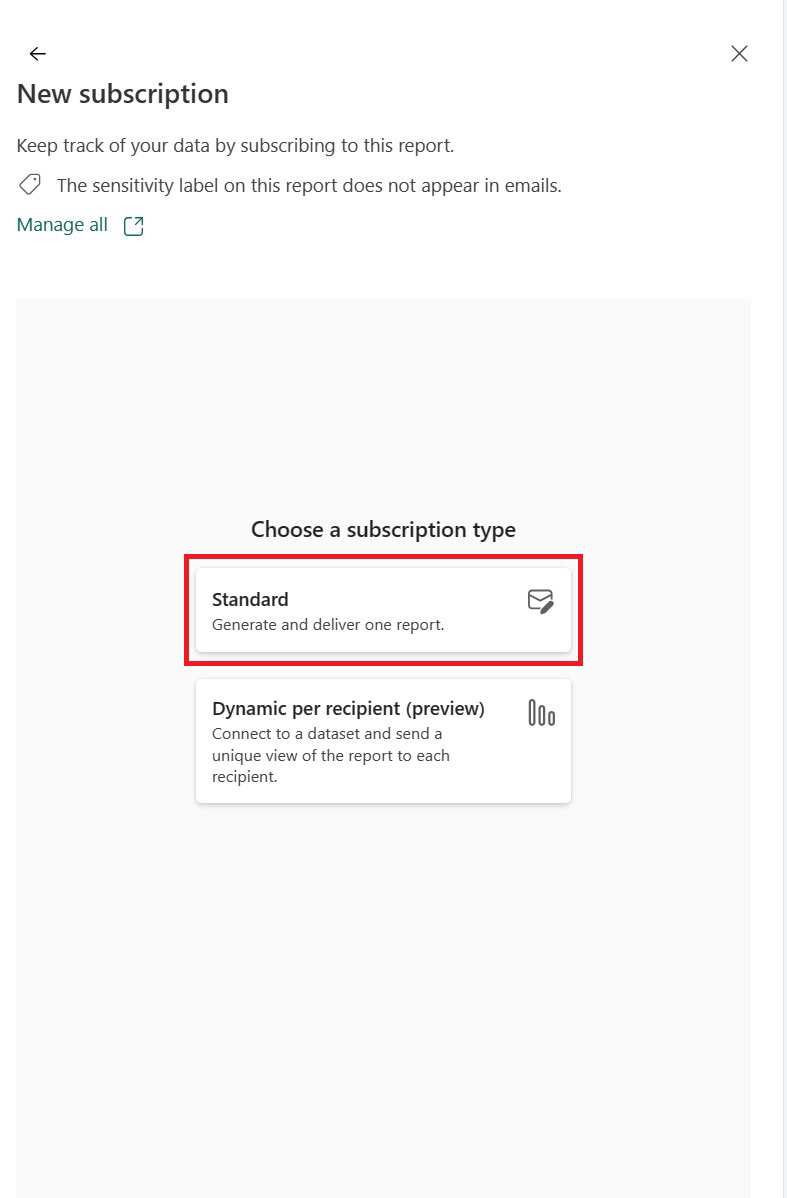 New subscription
Keep track of your data by subscribing to this report.
The sensitivity label on this report does not appear in emails.
Manage all
Choose a subscription type
Standard
Generate and deliver one report.
Dynamic per recipient (preview)
Connect to a dataset and send a
unique view of the report to each
recipient.